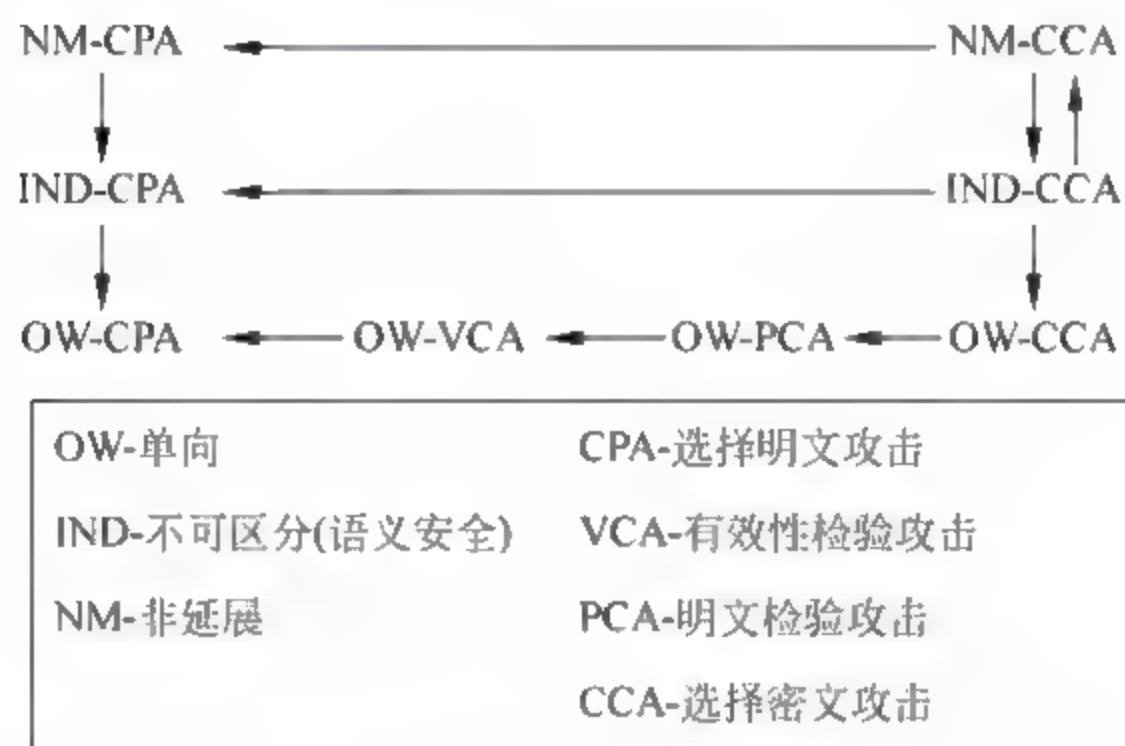 NM-CPA NM-CCA
IND-CPA IND-CCA
OW-CPA OW-VCA OW-PCA OW-CCA
OW-单向 CPA-选择明文攻击
IND-不可区分(语义安全) VCA-有效性检验攻击
NM-非延展 PCA-明文检验攻击
CCA-选择密文攻击